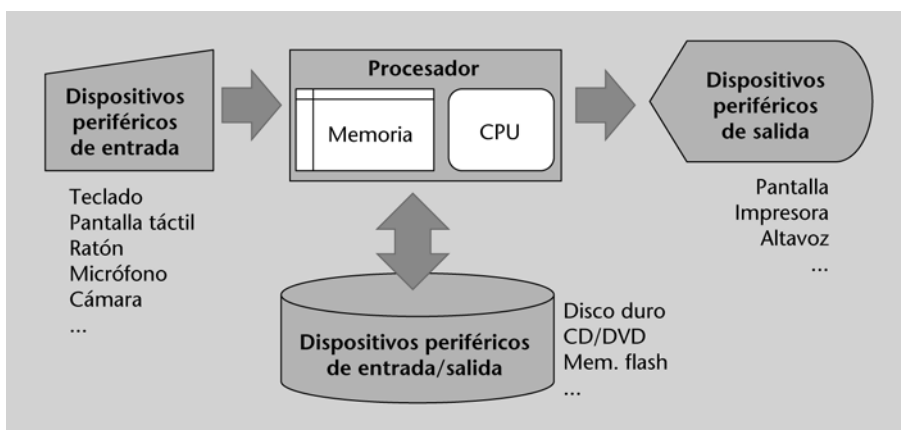 Dispositivos
periféricos
de entrada
Teclado
Pantalla táctil
Ratón
Micrófono
Cámara
...
Procesador
Memoria
CPU
Dispositivos
periféricos
de salida
Pantalla
Impresora
Altavoz
...
Dispositivos periféricos
de entrada/salida
Disco duro
CD/DVD
Mem. flash
...